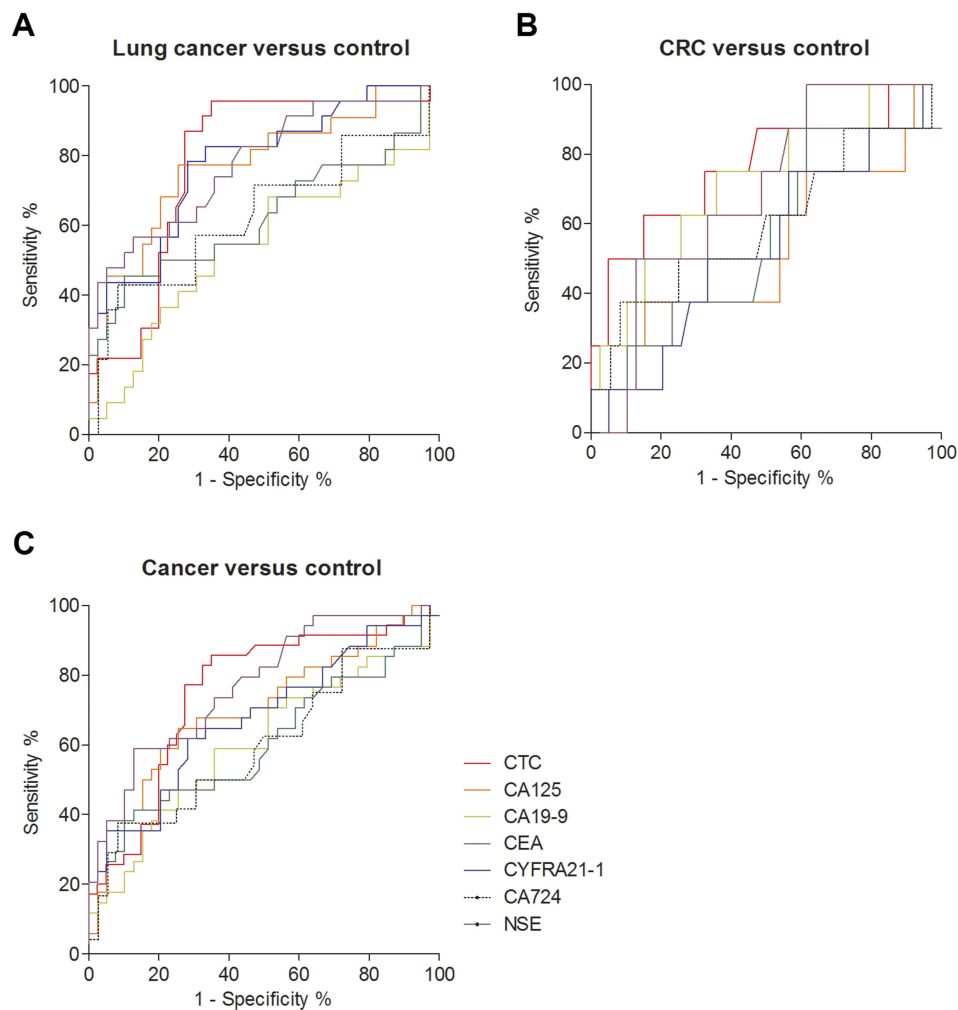 A
Lung cancer versus control
Sensitivity %
100
80
60
40
20
0
0 20 40 60 80 100
1 - Specificity %
B
CRC versus control
Sensitivity %
100
80
60
40
20
0
0 20 40 60 80 100
1 - Specificity %
C
Cancer versus control
Sensitivity %
100
80
60
40
20
0
0 20 40 60 80 100
1 - Specificity %
CTC
CA125
CA19-9
CEA
CYFRA21-1
CA724
NSE